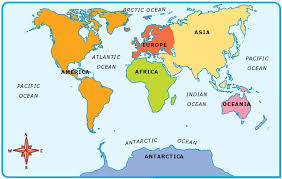 ARCTIC OCEAN
ASIA
EUROPE
ATLANTIC
OCEAN
PACIFIC
OCEAN
AMERICA
AFRICA
PACIFIC
OCEAN
INDIAN
OCEAN
OCEANIA
N
W
E
S
ANTARCTIC OCEAN
ANTARCTICA